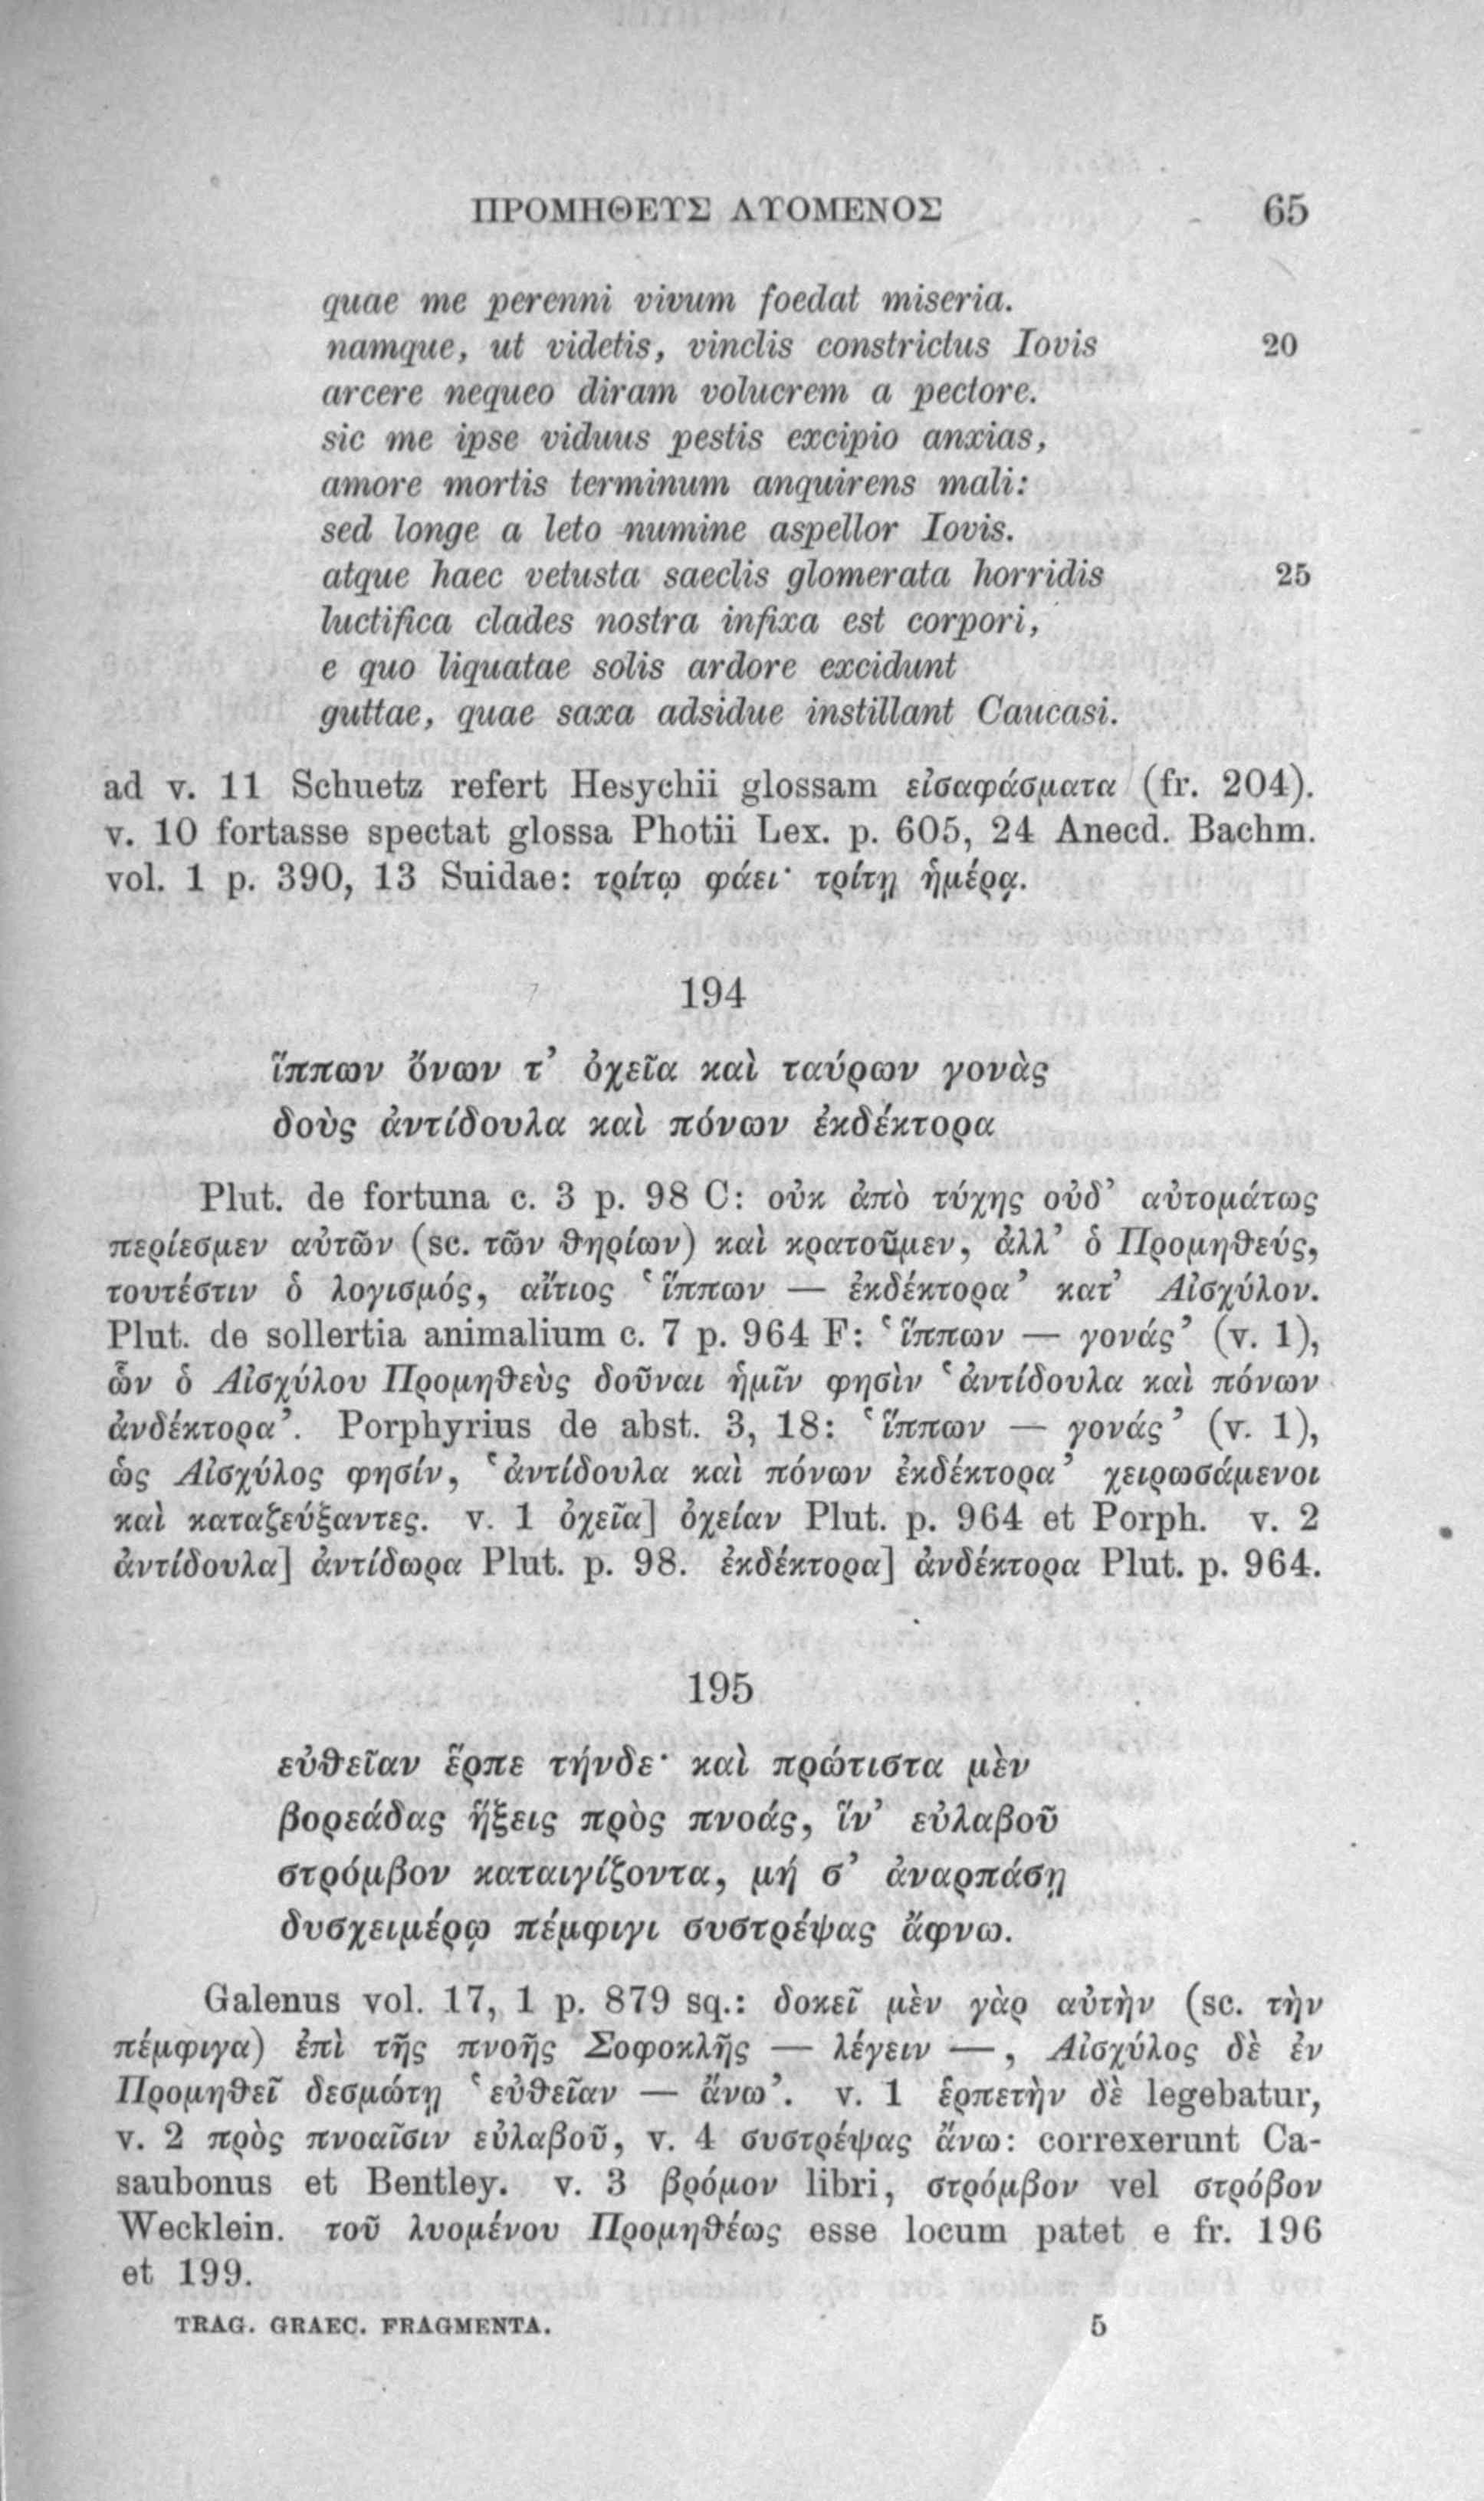 ΠΡΟΜΗΘΕΥΣ ΛΥΟΜΕΝΟΣ 65
quae me perenni vivum foedat miseria.
namque, ut videtis, vinclis constrictus Iovis 20
arcere nequeo diram volucrem a pectore.
sic me ipse viduus pestis excipio anxias,
amore mortis terminum anquirens mali:
sed longe a leto numine aspellor Iovis.
atque haec vetusta saeclis glomerata horridis 25
luctifica clades nostra infixa est corpori,
e quo liquatae solis ardore excidunt
guttae, quae saxa adsidue instillant Caucasi.
ad v. 11 Schuetz refert Hesychii glossam εἰσαφάσματα (fr. 204).
v. 10 fortasse spectat glossa Photii Lex. p. 605, 24 Anecd. Bachm.
vol. 1 p. 390, 13 Suidae: τρίτῳ φάει· τρίτῃ ἡμέρᾳ.
194
ἵππων ὄνων τ’ ὀχεῖα καὶ ταύρων γονὰς
δοὺς ἀντίδουλα καὶ πόνων ἐκδέκτορα
Plut. de fortuna c. 3 p. 98 C: οὐκ ἀπὸ τύχης οὐδ’ αὐτομάτως
περίεσμεν αὐτῶν (sc. τῶν θηρίων) καὶ κρατοῦμεν, ἀλλ’ ὁ Προμηθεύς,
τουτέστιν ὁ λογισμός, αἴτιος ‘ἵππων — ἐκδέκτορα’ κατ’ Αἰσχύλον.
Plut. de sollertia animalium c. 7 p. 964 F: ‘ἵππων — γονάς’ (v. 1),
ὧν ὁ Αἰσχύλου Προμηθεὺς δοῦναι ἡμῖν φησὶν ‘ἀντίδουλα καὶ πόνων
ἀνδέκτορα’. Porphyrius de abst. 3, 18: ‘ἵππων — γονάς’ (v. 1),
ὡς Αἰσχύλος φησίν, ‘ἀντίδουλα καὶ πόνων ἐκδέκτορα’ χειρωσάμενοι
καὶ καταζεύξαντες. v. 1 ὀχεῖα] ὀχείαν Plut. p. 964 et Porph. v. 2
ἀντίδουλα] ἀντίδωρα Plut. p. 98. ἐκδέκτορα] ἀνδέκτορα Plut. p. 964.
195
εὐθεῖαν ἕρπε τήνδε· καὶ πρώτιστα μὲν
βορεάδας ἥξεις πρὸς πνοάς, ἵν’ εὐλαβοῦ
στρόμβον καταιγίζοντα, μή σ’ ἀναρπάσῃ
δυσχειμέρῳ πέμφιγι συστρέψας ἄφνω.
Galenus vol. 17, 1 p. 879 sq.: δοκεῖ μὲν γὰρ αὐτὴν (sc. τὴν
πέμφιγα) ἐπὶ τῆς πνοῆς Σοφοκλῆς — λέγειν —, Αἰσχύλος δὲ ἐν
Προμηθεῖ δεσμώτῃ ‘εὐθεῖαν — ἄνω’. v. 1 ἑρπετὴν δὲ legebatur,
v. 2 πρὸς πνοαῖσιν εὐλαβοῦ, v. 4 συστρέψας ἄνω: correxerunt Ca-
saubonus et Bentley. v. 3 βρόμον libri, στρόμβον vel στρόβον
Wecklein. τοῦ λυομένου Προμηθέως esse locum patet e fr. 196
et 199.
TRAG. GRAEC. FRAGMENTA. 5